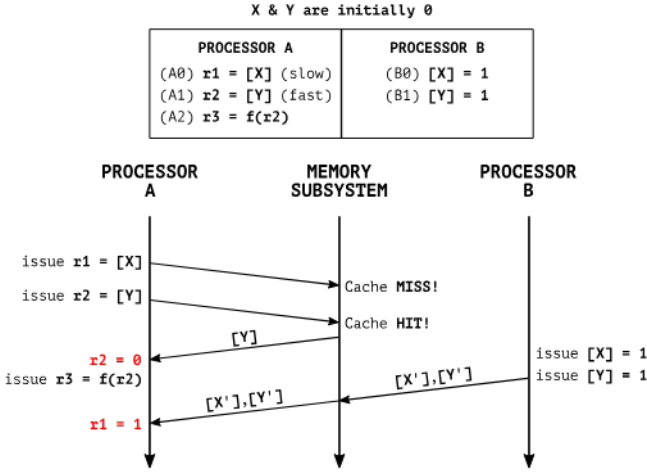 X & Y are initially 0
PROCESSOR A
(A0) r1 = [X] (slow)
(A1) r2 = [Y] (fast)
(A2) r3 = f(r2)
PROCESSOR B
(B0) [X] = 1
(B1) [Y] = 1
PROCESSOR
A
MEMORY
SUBSYSTEM
PROCESSOR
B
issue r1 = [X]
Cache MISS!
issue r2 = [Y]
Cache HIT!
[Y]
r2 = 0
issue [X] = 1
issue r3 = f(r2)
issue [Y] = 1
[X'],[Y']
[X'],[Y']
r1 = 1